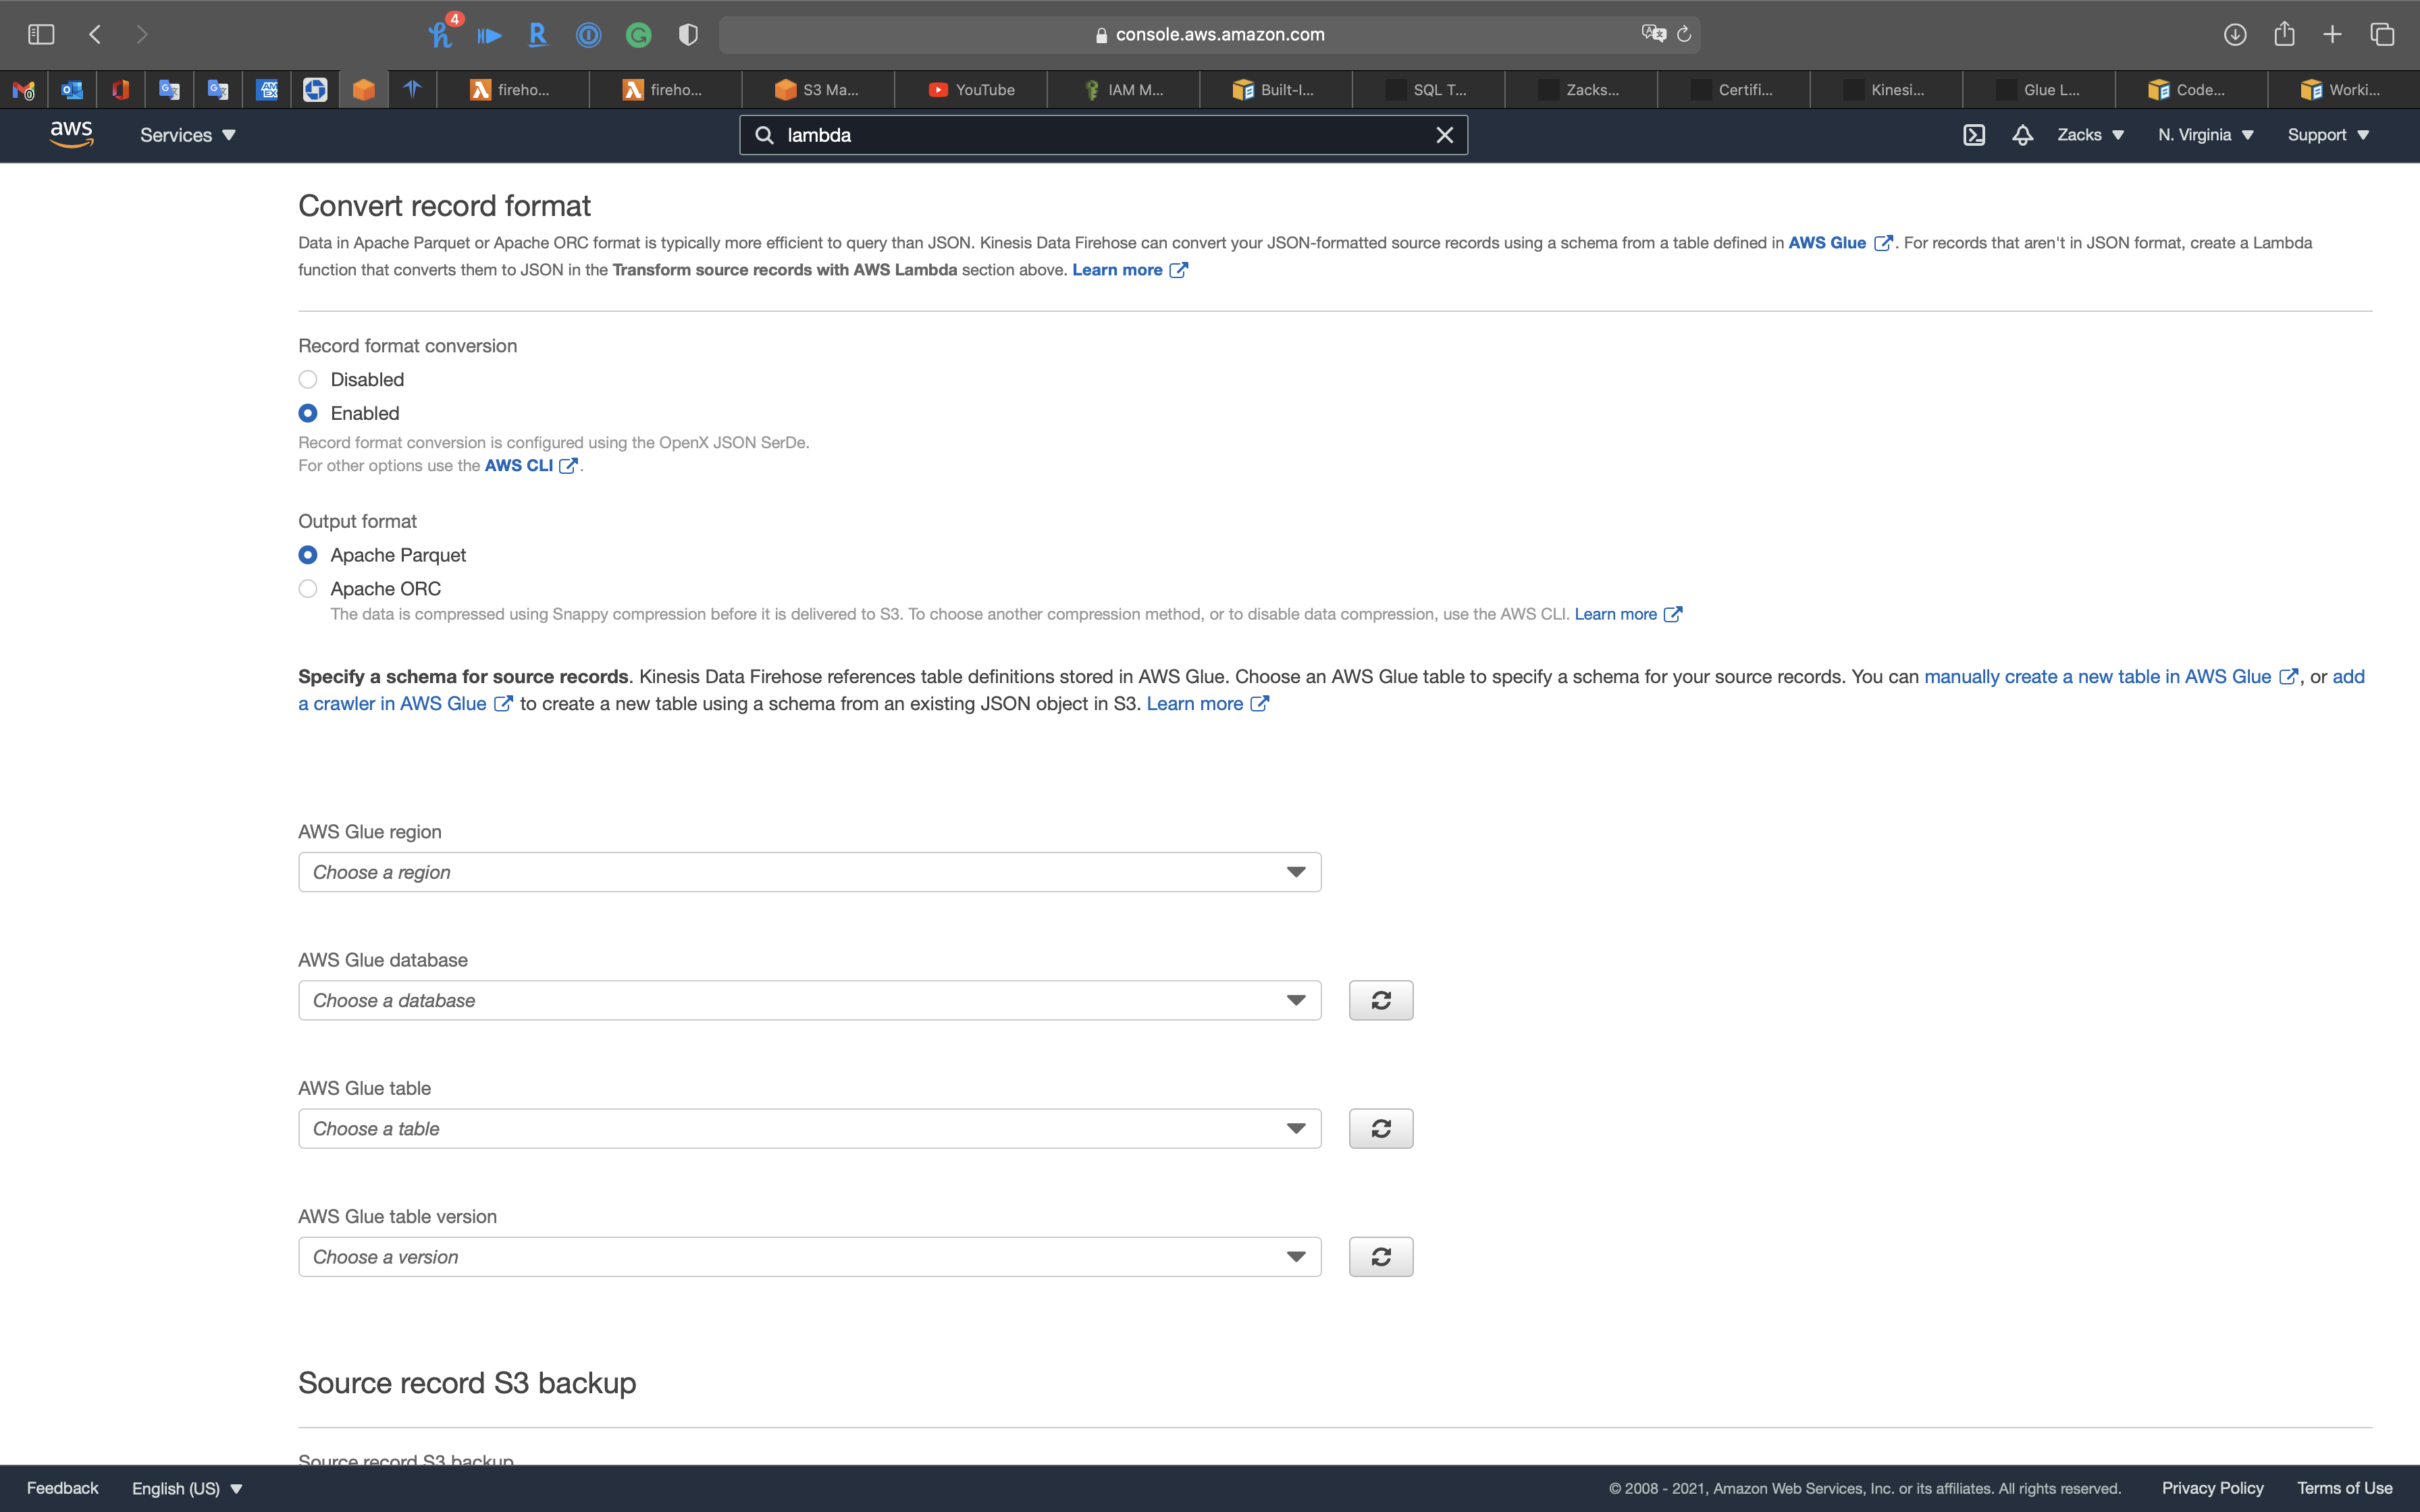 4
console.aws.amazon.com
fireho...
fireho...
S3 Ma...
YouTube
IAM M...
Built-I...
SQL T...
Zacks...
Certifi...
Kinesi...
Glue L...
Code...
Worki...
aws
Services
lambda
Zacks
N. Virginia
Support
Convert record format
Data in Apache Parquet or Apache ORC format is typically more efficient to query than JSON. Kinesis Data Firehose can convert your JSON-formatted source records using a schema from a table defined in AWS Glue. For records that aren't in JSON format, create a Lambda
function that converts them to JSON in the Transform source records with AWS Lambda section above. Learn more
Record format conversion
Disabled
Enabled
Record format conversion is configured using the OpenX JSON SerDe.
For other options use the AWS CLI.
Output format
Apache Parquet
Apache ORC
The data is compressed using Snappy compression before it is delivered to S3. To choose another compression method, or to disable data compression, use the AWS CLI. Learn more
Specify a schema for source records. Kinesis Data Firehose references table definitions stored in AWS Glue. Choose an AWS Glue table to specify a schema for your source records. You can manually create a new table in AWS Glue, or add
a crawler in AWS Glue to create a new table using a schema from an existing JSON object in S3. Learn more
AWS Glue region
Choose a region
AWS Glue database
Choose a database
AWS Glue table
Choose a table
AWS Glue table version
Choose a version
Source record S3 backup
Source record S3 backup
Feedback
English (US)
© 2008 - 2021, Amazon Web Services, Inc. or its affiliates. All rights reserved.
Privacy Policy
Terms of Use